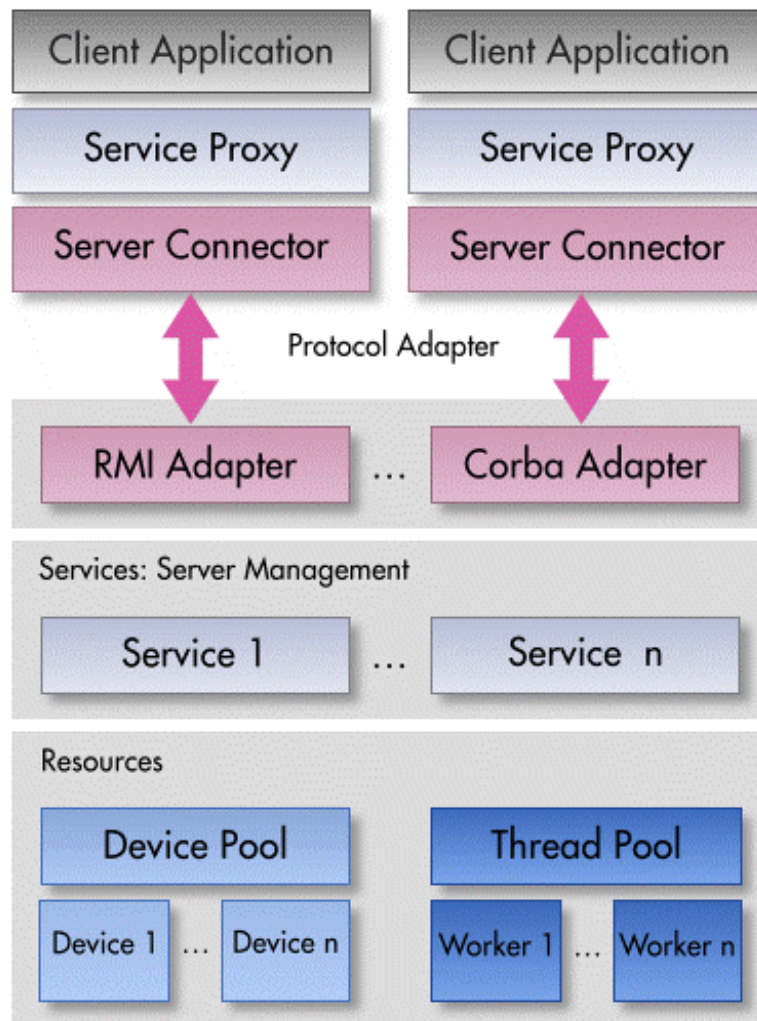 Client Application Client Application
Service Proxy Service Proxy
Server Connector Server Connector
Protocol Adapter
RMI Adapter ... Corba Adapter
Services: Server Management
Service 1 ... Service n
Resources
Device Pool Thread Pool
Device 1 ... Device n Worker 1 ... Worker n